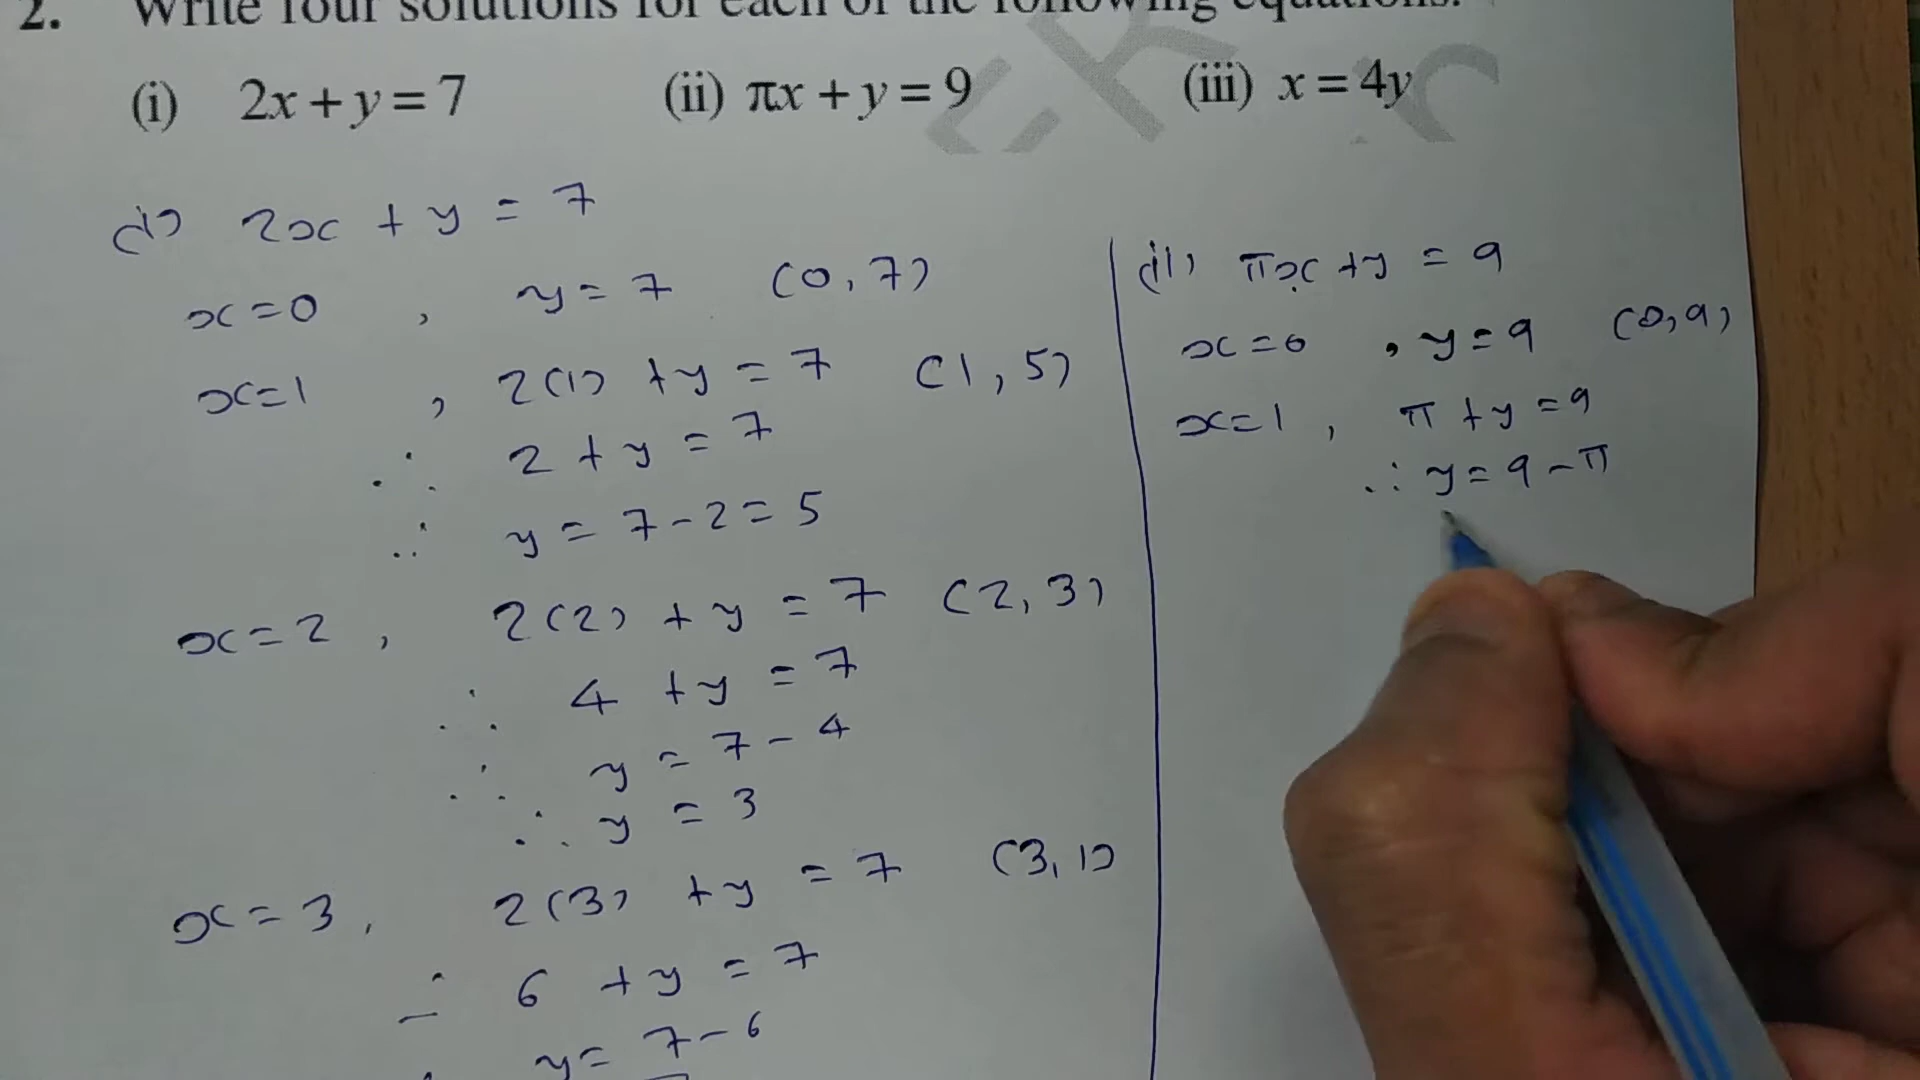 2. Write four solutions for each of the following equations:
(i) 2x + y = 7 (ii) πx + y = 9 (iii) x = 4y
(i) 2x + y = 7
x=0 , y = 7 (0, 7)
x=1 , 2(1) + y = 7 (1, 5)
∴ 2 + y = 7
∴ y = 7 - 2 = 5
x = 2 , 2(2) + y = 7 (2, 3)
∴ 4 + y = 7
∴ y = 7 - 4
∴ y = 3
x = 3 , 2(3) + y = 7 (3, 1)
∴ 6 + y = 7
y = 7 - 6
(ii) πx + y = 9
x = 0 , y = 9 (0, 9)
x=1 , π + y = 9
∴ y = 9 - π